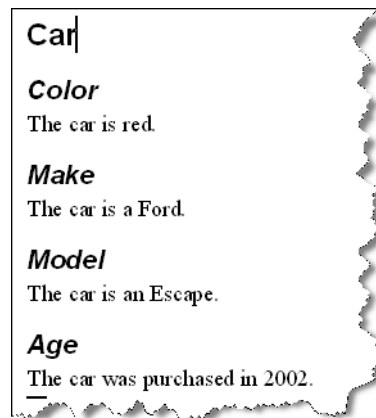 Car
Color
The car is red.
Make
The car is a Ford.
Model
The car is an Escape.
Age
The car was purchased in 2002.